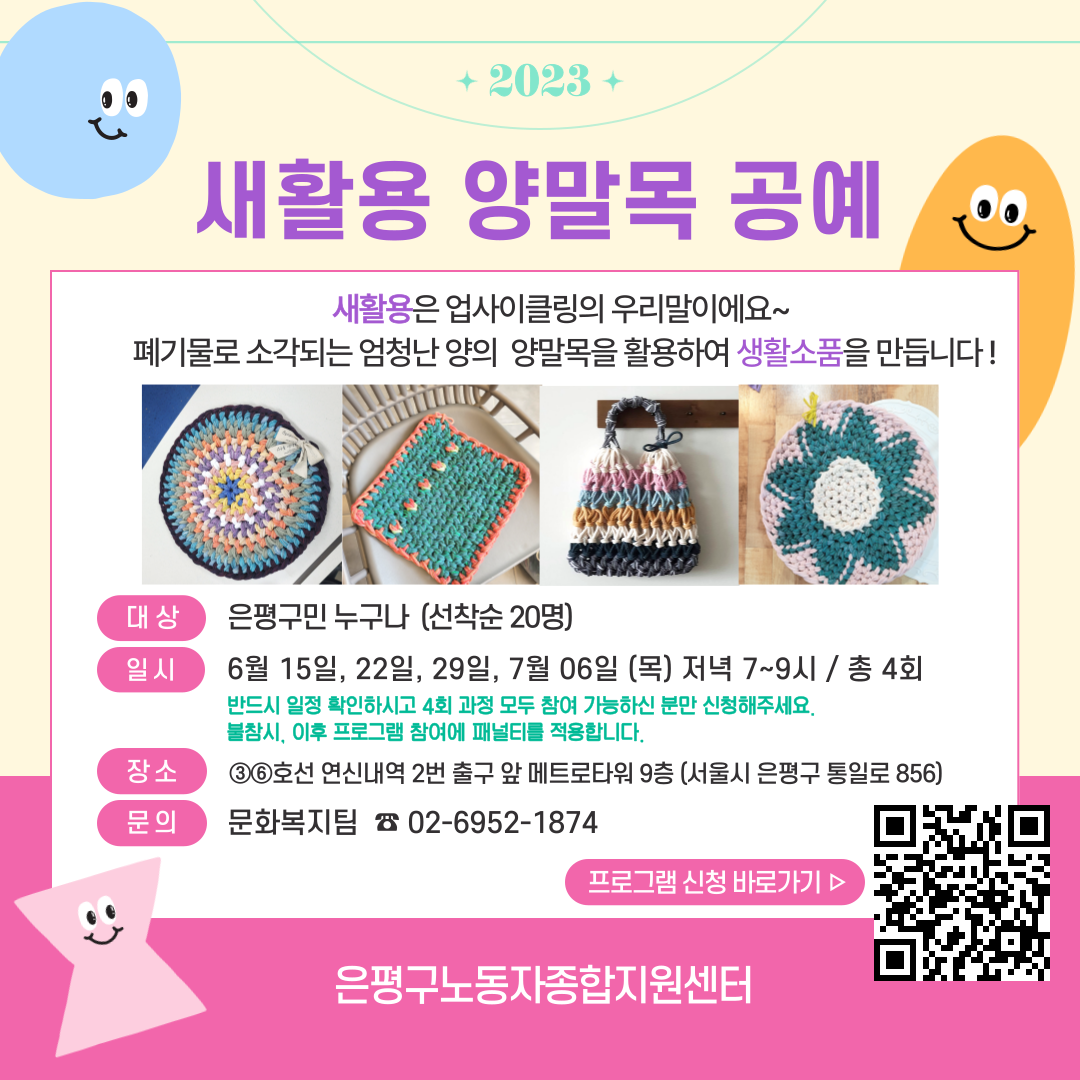 2023
새활용 양말목 공예
새활용은 업사이클링의 우리말이에요~
폐기물로 소각되는 엄청난 양의 양말목을 활용하여 생활소품을 만듭니다!
대상 은평구민 누구나 (선착순 20명)
일시 6월 15일, 22일, 29일, 7월 06일 (목) 저녁 7~9시 / 총 4회
반드시 일정 확인하시고 4회 과정 모두 참여 가능하신 분만 신청해주세요.
불참시, 이후 프로그램 참여에 패널티를 적용합니다.
장소 ③⑥호선 연신내역 2번 출구 앞 메트로타워 9층 (서울시 은평구 통일로 856)
문의 문화복지팀 ☎ 02-6952-1874
프로그램 신청 바로가기 ▷
은평구노동자종합지원센터